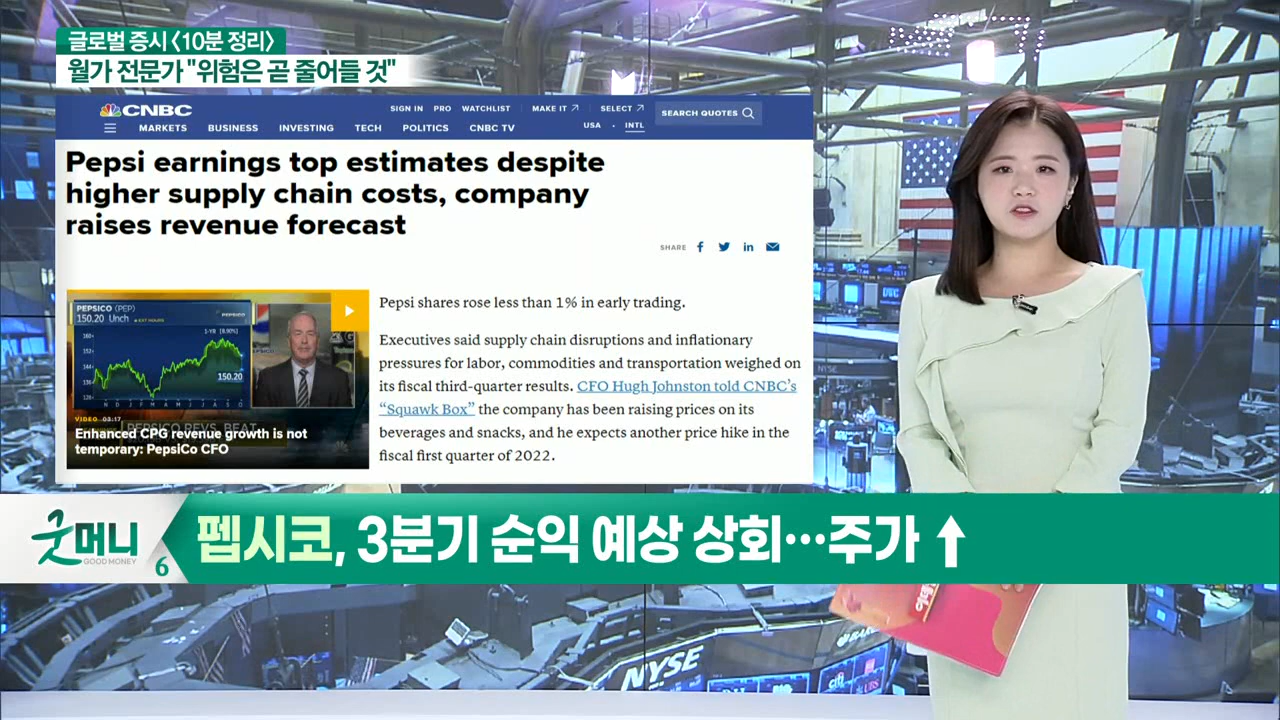 글로벌 증시 <10분 정리>
월가 전문가 "위험은 곧 줄어들 것"
CNBC
SIGN IN PRO WATCHLIST MAKE IT SELECT SEARCH QUOTES
MARKETS BUSINESS INVESTING TECH POLITICS CNBC TV USA · INTL
Pepsi earnings top estimates despite
higher supply chain costs, company
raises revenue forecast
SHARE
PEPSICO (PEP)
150.20 Unch
150.20
VIDEO 03:17
Enhanced CPG revenue growth is not
temporary: PepsiCo CFO
Pepsi shares rose less than 1% in early trading.
Executives said supply chain disruptions and inflationary
pressures for labor, commodities and transportation weighed on
its fiscal third-quarter results. CFO Hugh Johnston told CNBC’s
“Squawk Box” the company has been raising prices on its
beverages and snacks, and he expects another price hike in the
fiscal first quarter of 2022.
굿머니
GOOD MONEY
6
펩시코, 3분기 순익 예상 상회…주가 ↑
NYSE
citi
UBS